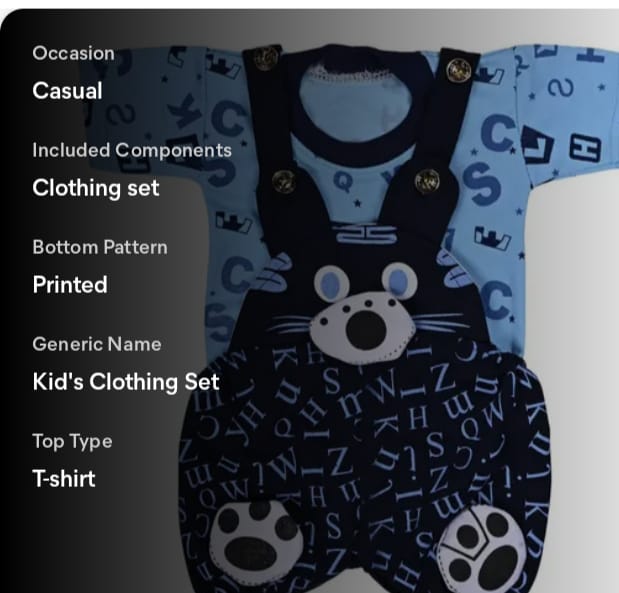 Occasion
Casual
Included Components
Clothing set
Bottom Pattern
Printed
Generic Name
Kid's Clothing Set
Top Type
T-shirt